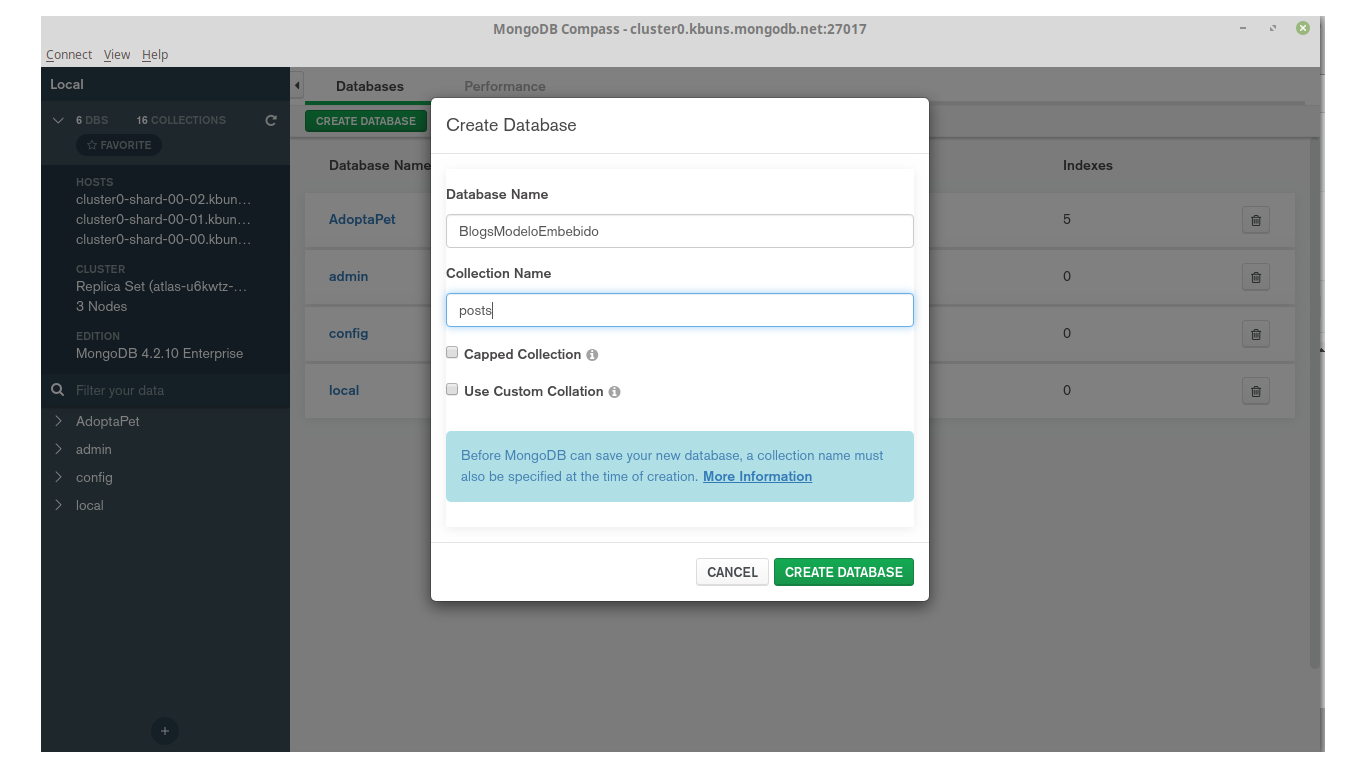 MongoDB Compass - cluster0.kbuns.mongodb.net:27017
Connect View Help
Local
6 DBS 16 COLLECTIONS
FAVORITE
HOSTS
cluster0-shard-00-02.kbun...
cluster0-shard-00-01.kbun...
cluster0-shard-00-00.kbun...
CLUSTER
Replica Set (atlas-u6kwtz-...
3 Nodes
EDITION
MongoDB 4.2.10 Enterprise
Filter your data
AdoptaPet
admin
config
local
Databases Performance
CREATE DATABASE
Database Name Indexes
AdoptaPet 5
admin 0
config 0
local 0
Create Database
Database Name
BlogsModeloEmbebido
Collection Name
posts
Capped Collection
Use Custom Collation
Before MongoDB can save your new database, a collection name must
also be specified at the time of creation. More Information
CANCEL CREATE DATABASE